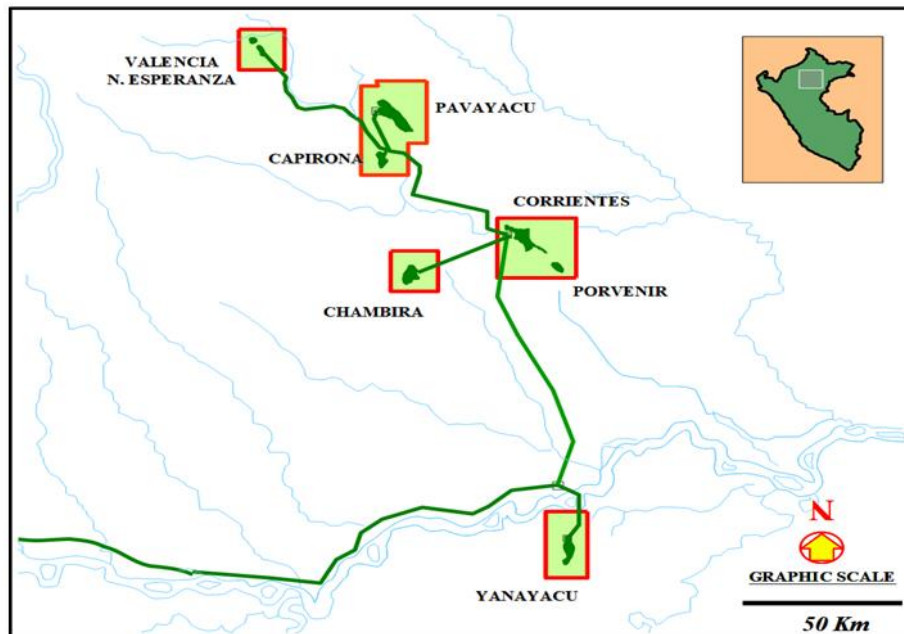 VALENCIA
N. ESPERANZA
PAVAYACU
CAPIRONA
CORRIENTES
CHAMBIRA
PORVENIR
YANAYACU
N
GRAPHIC SCALE
50 Km